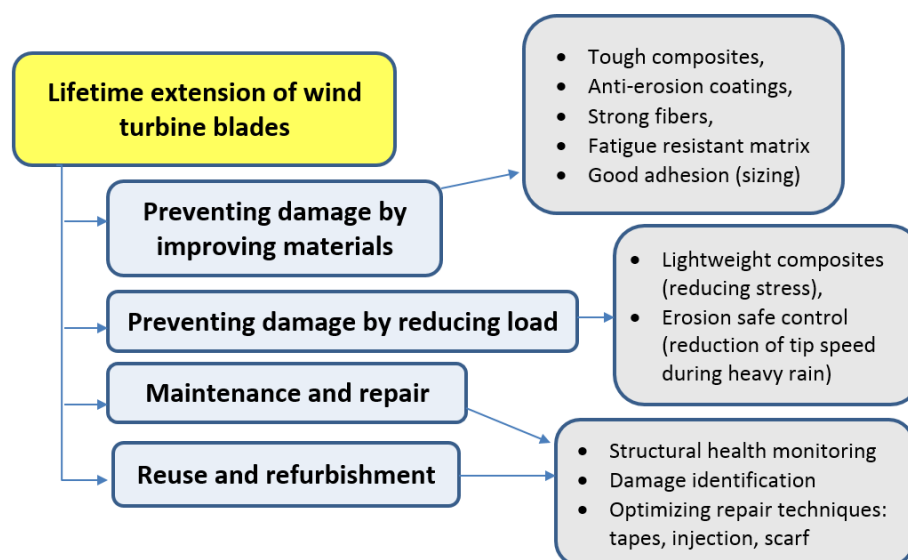 Lifetime extension of wind
turbine blades
• Tough composites,
• Anti-erosion coatings,
• Strong fibers,
• Fatigue resistant matrix
• Good adhesion (sizing)
Preventing damage by
improving materials
Preventing damage by reducing load
• Lightweight composites
(reducing stress),
• Erosion safe control
(reduction of tip speed
during heavy rain)
Maintenance and repair
Reuse and refurbishment
• Structural health monitoring
• Damage identification
• Optimizing repair techniques:
tapes, injection, scarf